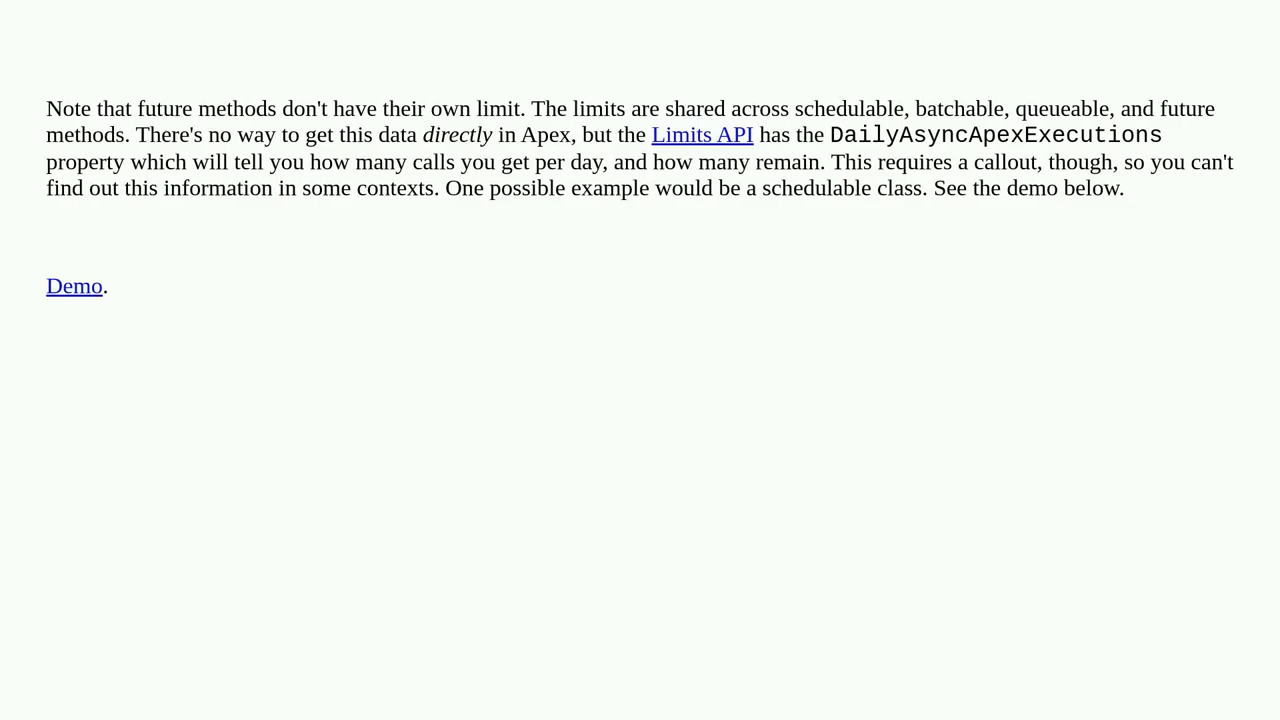 Note that future methods don't have their own limit. The limits are shared across schedulable, batchable, queueable, and future
methods. There's no way to get this data directly in Apex, but the Limits API has the DailyAsyncApexExecutions
property which will tell you how many calls you get per day, and how many remain. This requires a callout, though, so you can't
find out this information in some contexts. One possible example would be a schedulable class. See the demo below.
Demo.